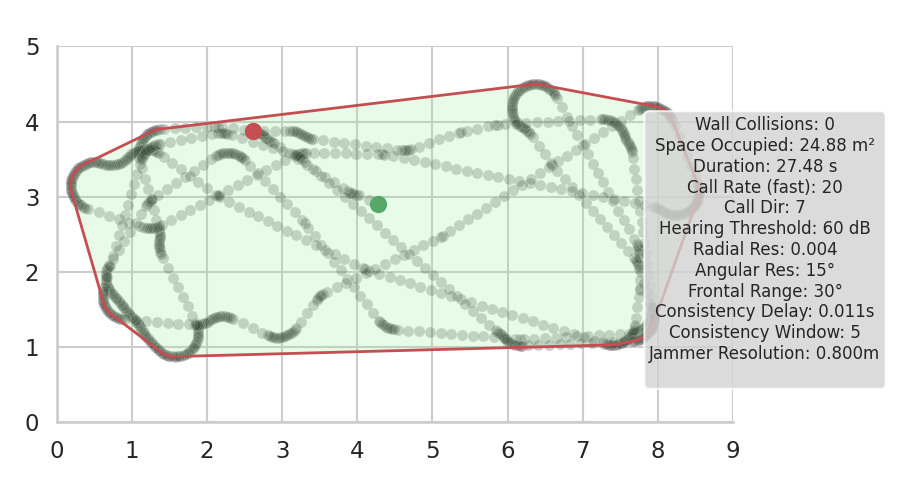 5
4
3
2
1
0
0 1 2 3 4 5 6 7 8 9
Wall Collisions: 0
Space Occupied: 24.88 m²
Duration: 27.48 s
Call Rate (fast): 20
Call Dir: 7
Hearing Threshold: 60 dB
Radial Res: 0.004
Angular Res: 15°
Frontal Range: 30°
Consistency Delay: 0.011s
Consistency Window: 5
Jammer Resolution: 0.800m